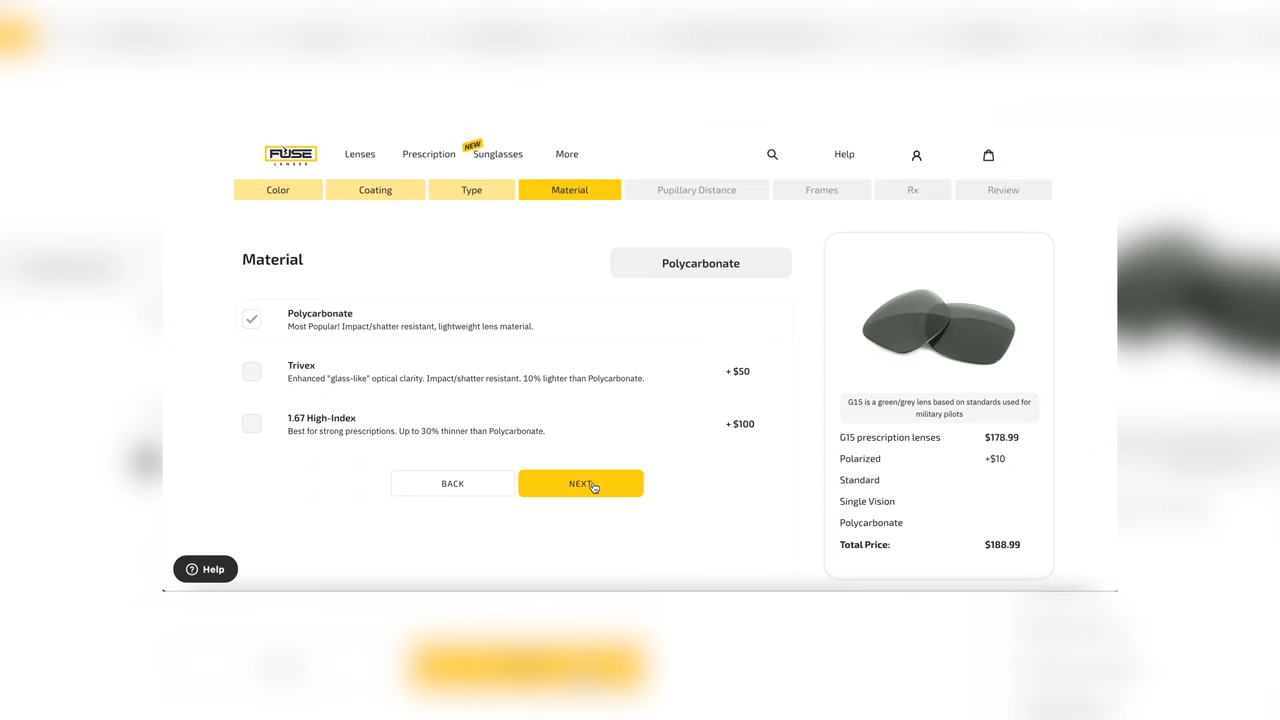 FUSE
LENSES
Lenses
Prescription
NEW
Sunglasses
More
Help
Color
Coating
Type
Material
Pupillary Distance
Frames
Rx
Review
Material
Polycarbonate
Polycarbonate
Most Popular! Impact/shatter resistant, lightweight lens material.
Trivex
Enhanced "glass-like" optical clarity. Impact/shatter resistant. 10% lighter than Polycarbonate.
+ $50
1.67 High-Index
Best for strong prescriptions. Up to 30% thinner than Polycarbonate.
+ $100
BACK
NEXT
G15 is a green/grey lens based on standards used for
military pilots
G15 prescription lenses $178.99
Polarized +$10
Standard
Single Vision
Polycarbonate
Total Price: $188.99
Help